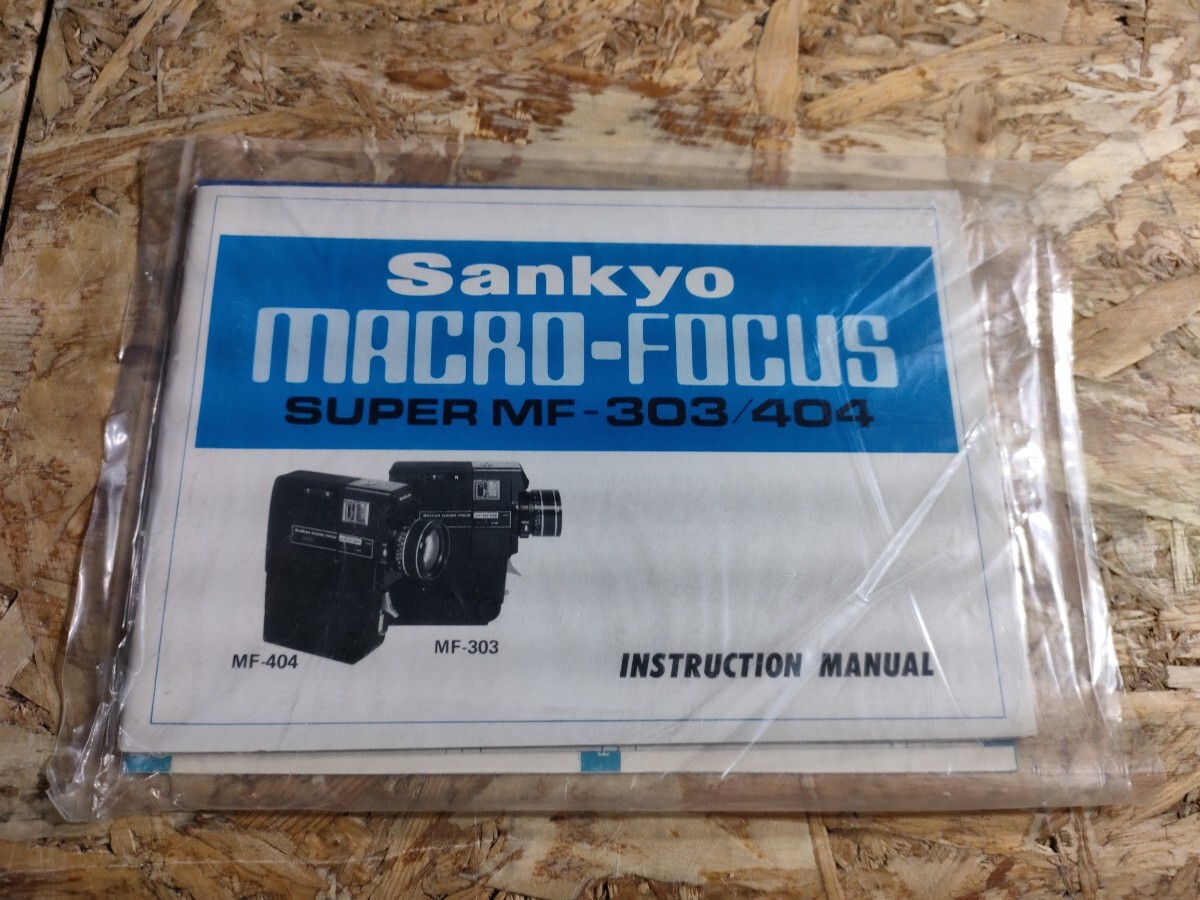 Sankyo
MACRO-FOCUS
SUPER MF-303/404
MF-404
MF-303
INSTRUCTION MANUAL